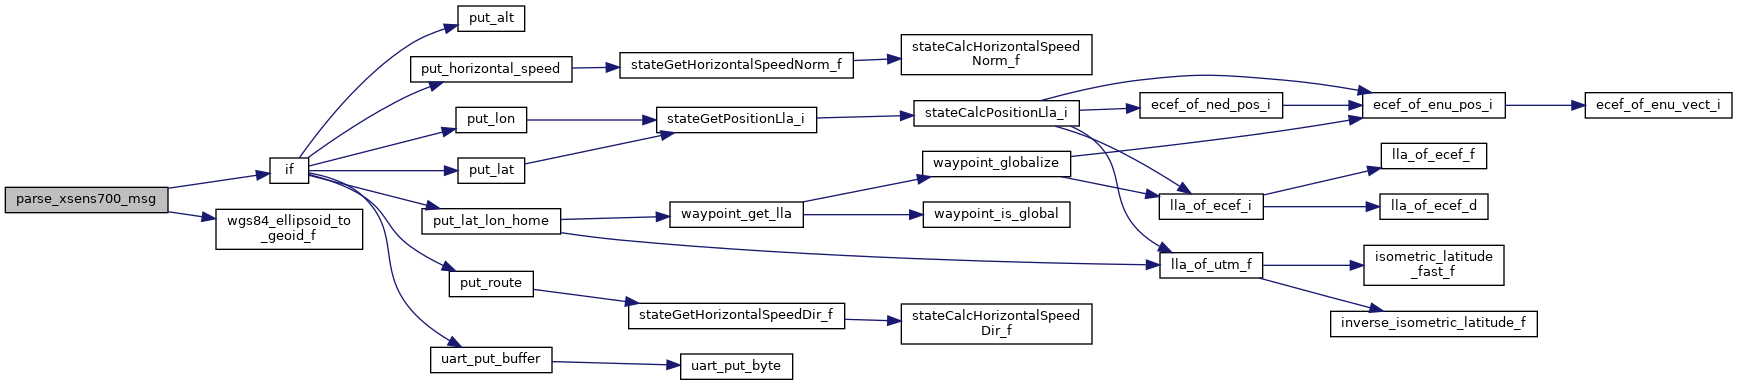 parse_xsens700_msg
if
wgs84_ellipsoid_to
_geoid_f
put_alt
put_horizontal_speed
put_lon
put_lat
put_lat_lon_home
put_route
uart_put_buffer
stateGetHorizontalSpeedNorm_f
stateGetPositionLla_i
waypoint_get_lla
stateGetHorizontalSpeedDir_f
uart_put_byte
stateCalcHorizontalSpeed
Norm_f
stateCalcPositionLla_i
waypoint_globalize
waypoint_is_global
stateCalcHorizontalSpeed
Dir_f
ecef_of_ned_pos_i
lla_of_ecef_i
lla_of_utm_f
ecef_of_enu_pos_i
lla_of_ecef_f
lla_of_ecef_d
isometric_latitude
_fast_f
inverse_isometric_latitude_f
ecef_of_enu_vect_i